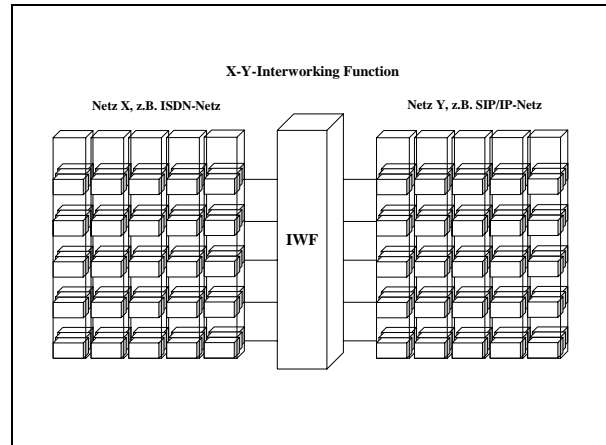 X-Y-Interworking Function
Netz X, z.B. ISDN-Netz
Netz Y, z.B. SIP/IP-Netz
IWF